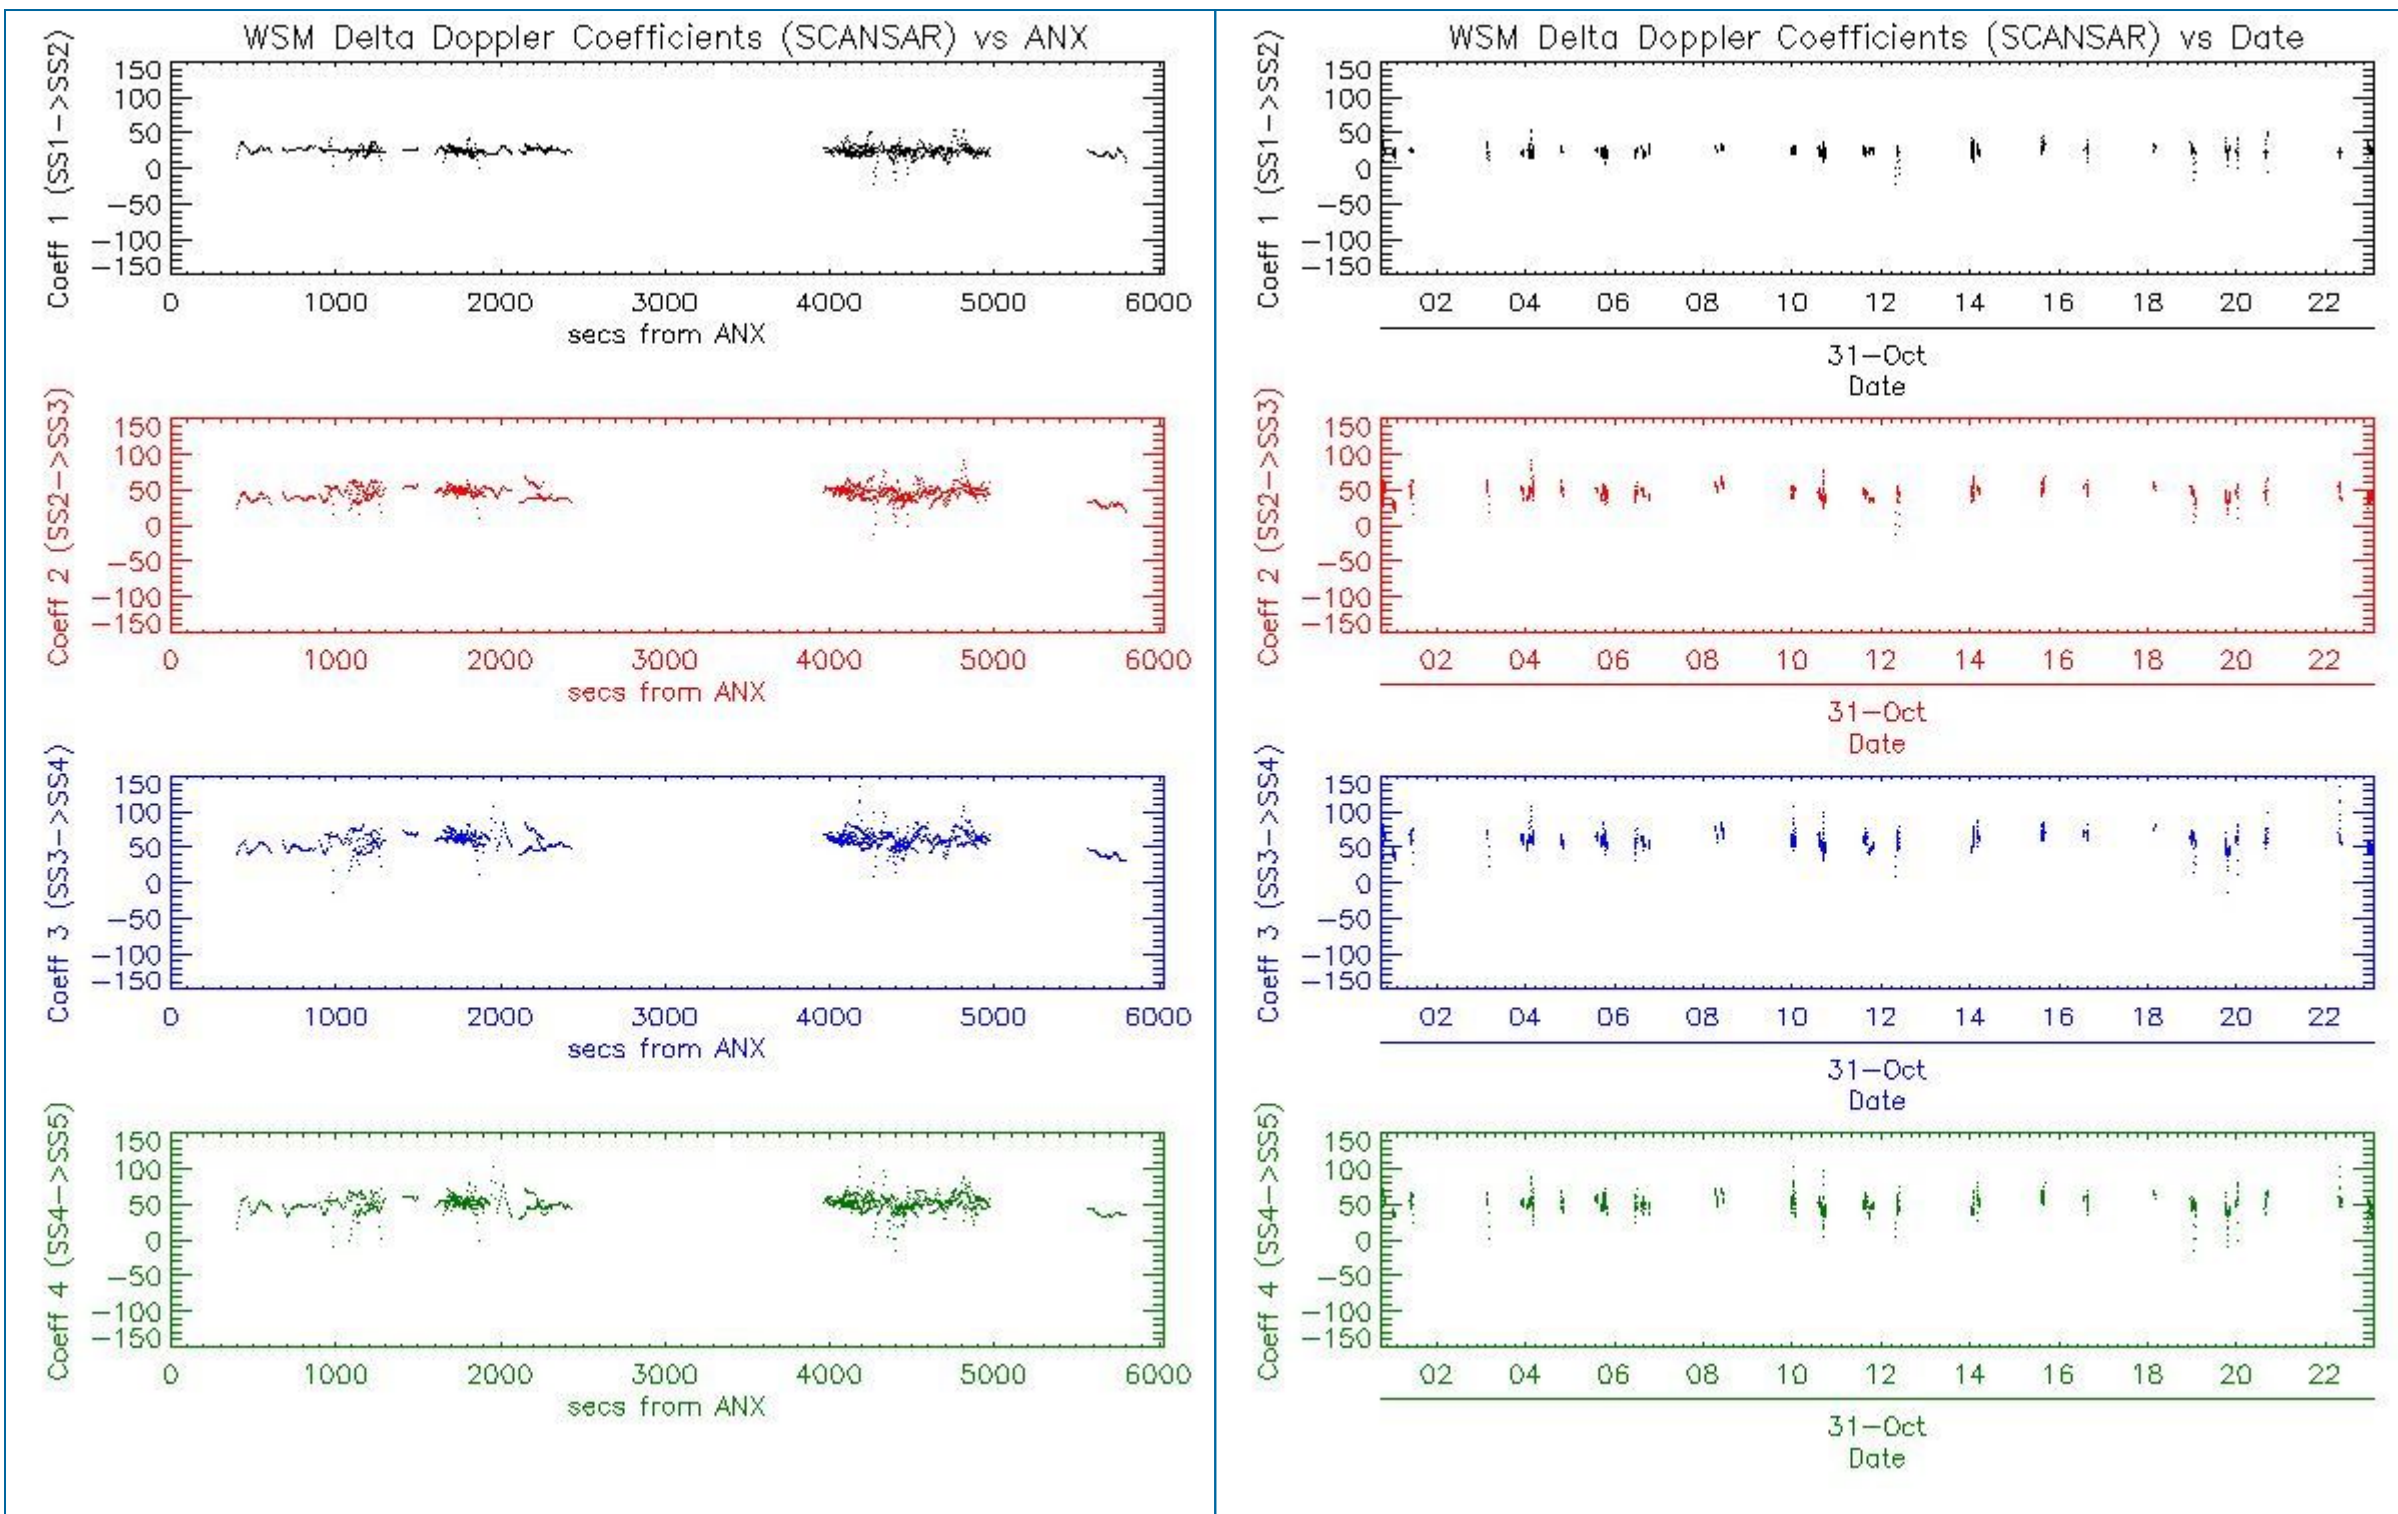 WSM Delta Doppler Coefficients (SCANSAR) vs ANX
Coeff 1 (SS1->SS2)
150
100
50
0
-50
-100
-150
0 1000 2000 3000 4000 5000 6000
secs from ANX
Coeff 2 (SS2->SS3)
150
100
50
0
-50
-100
-150
0 1000 2000 3000 4000 5000 6000
secs from ANX
Coeff 3 (SS3->SS4)
150
100
50
0
-50
-100
-150
0 1000 2000 3000 4000 5000 6000
secs from ANX
Coeff 4 (SS4->SS5)
150
100
50
0
-50
-100
-150
0 1000 2000 3000 4000 5000 6000
secs from ANX
WSM Delta Doppler Coefficients (SCANSAR) vs Date
Coeff 1 (SS1->SS2)
150
100
50
0
-50
-100
-150
02 04 06 08 10 12 14 16 18 20 22
31-Oct
Date
Coeff 2 (SS2->SS3)
150
100
50
0
-50
-100
-150
02 04 06 08 10 12 14 16 18 20 22
31-Oct
Date
Coeff 3 (SS3->SS4)
150
100
50
0
-50
-100
-150
02 04 06 08 10 12 14 16 18 20 22
31-Oct
Date
Coeff 4 (SS4->SS5)
150
100
50
0
-50
-100
-150
02 04 06 08 10 12 14 16 18 20 22
31-Oct
Date